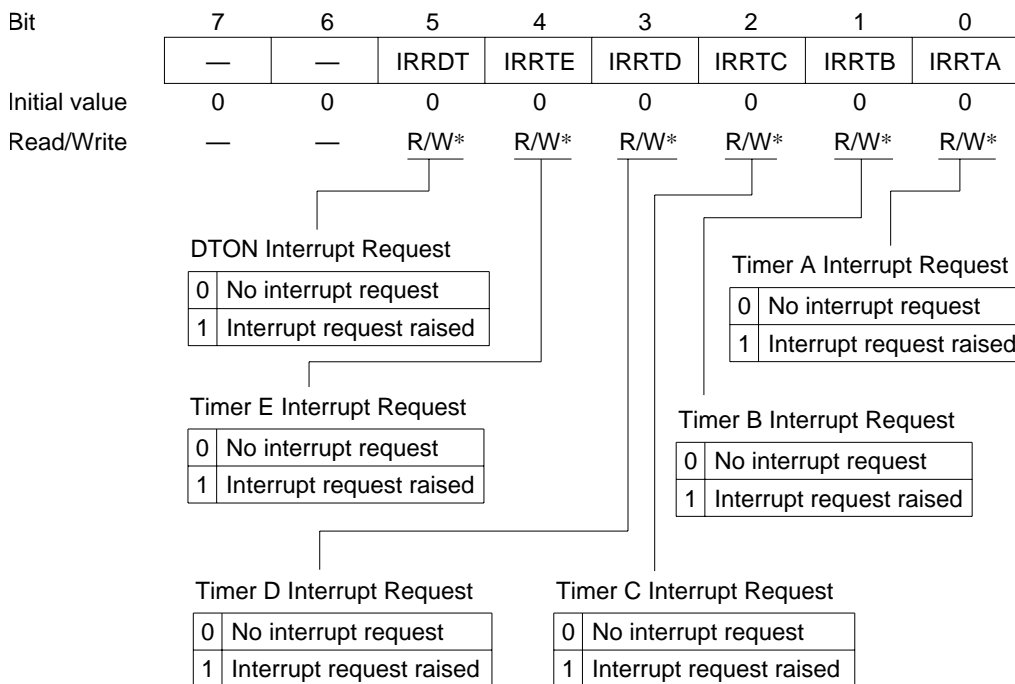 Bit 7 6 5 4 3 2 1 0
— — IRRDT IRRTE IRRTD IRRTC IRRTB IRRTA
Initial value 0 0 0 0 0 0 0 0
Read/Write — — R/W* R/W* R/W* R/W* R/W* R/W*
DTON Interrupt Request
0 No interrupt request
1 Interrupt request raised
Timer A Interrupt Request
0 No interrupt request
1 Interrupt request raised
Timer E Interrupt Request
0 No interrupt request
1 Interrupt request raised
Timer B Interrupt Request
0 No interrupt request
1 Interrupt request raised
Timer D Interrupt Request
0 No interrupt request
1 Interrupt request raised
Timer C Interrupt Request
0 No interrupt request
1 Interrupt request raised